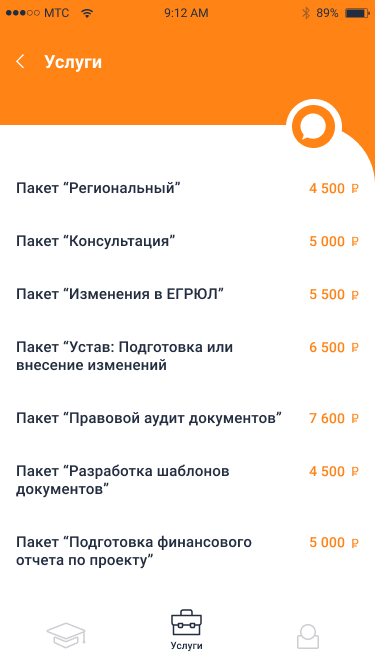 МТС 9:12 AM 89%
Услуги
Пакет “Региональный” 4 500 ₽
Пакет “Консультация” 5 000 ₽
Пакет “Изменения в ЕГРЮЛ” 5 500 ₽
Пакет “Устав: Подготовка или 6 500 ₽
внесение изменений
Пакет “Правовой аудит документов” 7 600 ₽
Пакет “Разработка шаблонов 4 500 ₽
документов”
Пакет “Подготовка финансового 5 000 ₽
отчета по проекту”
Услуги